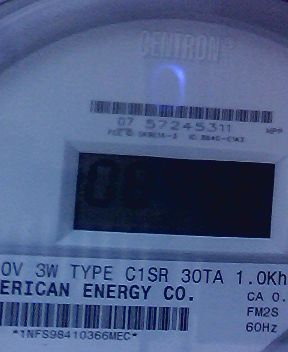 CENTRON
07 57245311
0V 3W TYPE C1SR 30TA 1.0Kh
ERICAN ENERGY CO.
CA 0.
FM2S
60Hz
*1NFS98410366MEC*